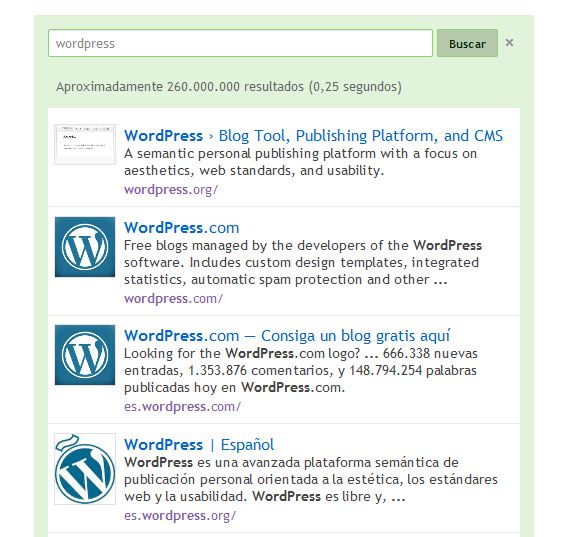 wordpress
Buscar ×
Aproximadamente 260.000.000 resultados (0,25 segundos)
WordPress › Blog Tool, Publishing Platform, and CMS
A semantic personal publishing platform with a focus on
aesthetics, web standards, and usability.
wordpress.org/
WordPress.com
Free blogs managed by the developers of the WordPress
software. Includes custom design templates, integrated
statistics, automatic spam protection and other ...
wordpress.com/
WordPress.com — Consiga un blog gratis aquí
Looking for the WordPress.com logo? ... 666.338 nuevas
entradas, 1.353.876 comentarios, y 148.794.254 palabras
publicadas hoy en WordPress.com.
es.wordpress.com/
WordPress | Español
WordPress es una avanzada plataforma semántica de
publicación personal orientada a la estética, los estándares
web y la usabilidad. WordPress es libre y, ...
es.wordpress.org/